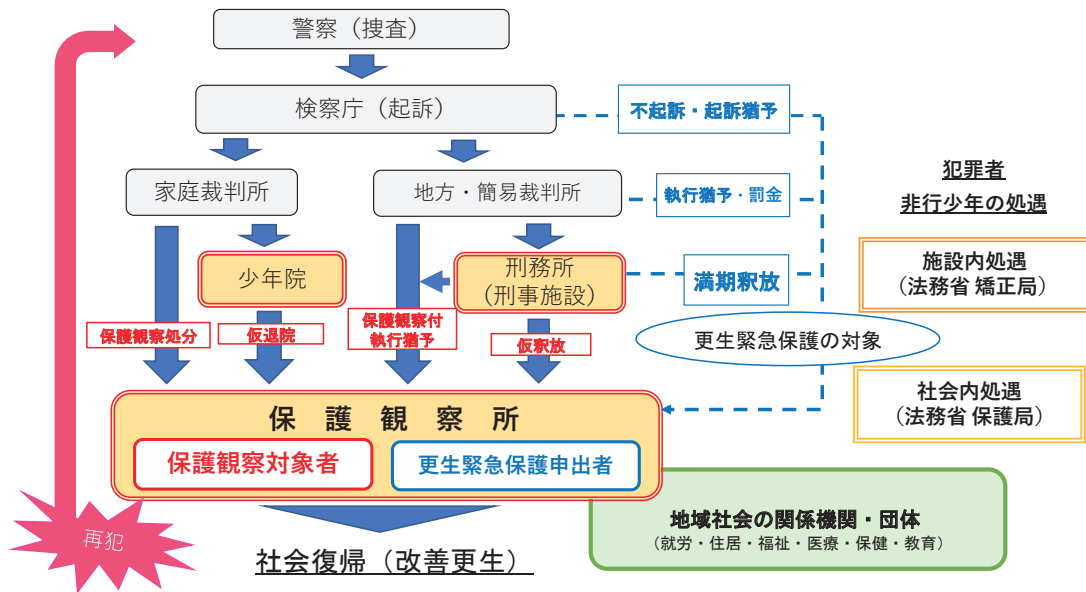 警察（捜査）
検察庁（起訴）
不起訴・起訴猶予
家庭裁判所
地方・簡易裁判所
執行猶予・罰金
犯罪者
非行少年の処遇
少年院
刑務所
（刑事施設）
満期釈放
施設内処遇
（法務省 矯正局）
保護観察処分
仮退院
保護観察付
執行猶予
仮釈放
更生緊急保護の対象
社会内処遇
（法務省 保護局）
保 護 観 察 所
保護観察対象者
更生緊急保護申出者
再犯
地域社会の関係機関・団体
（就労・住居・福祉・医療・保健・教育）
社会復帰（改善更生）